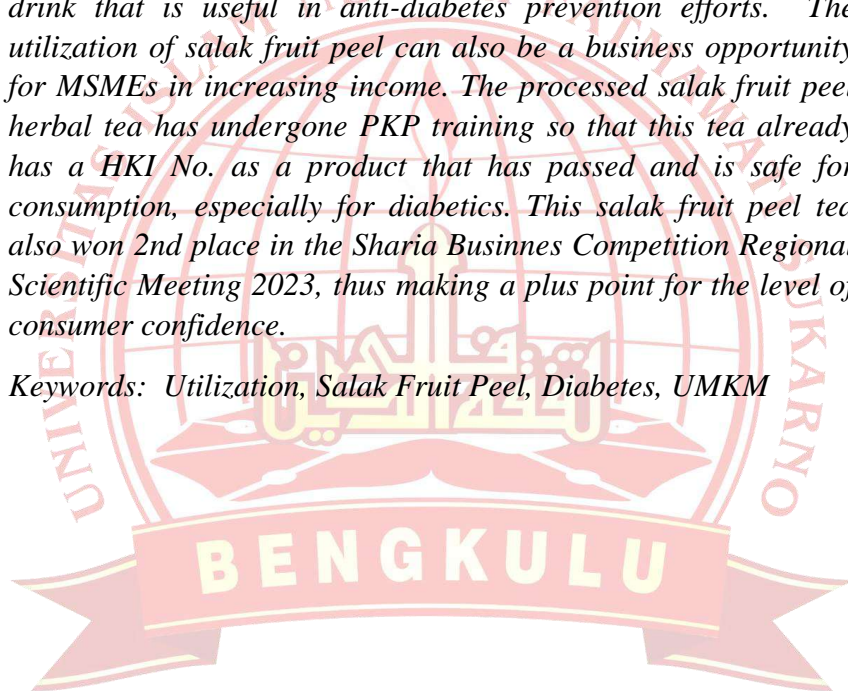 drink that is useful in anti-diabetes prevention efforts. The
utilization of salak fruit peel can also be a business opportunity
for MSMEs in increasing income. The processed salak fruit peel
herbal tea has undergone PKP training so that this tea already
has a HKI No. as a product that has passed and is safe for
consumption, especially for diabetics. This salak fruit peel tea
also won 2nd place in the Sharia Businnes Competition Regional
Scientific Meeting 2023, thus making a plus point for the level of
consumer confidence.
Keywords: Utilization, Salak Fruit Peel, Diabetes, UMKM
UNIVERSITAS ISLAM
FATMAWATI SUKARNO
BENGKULU